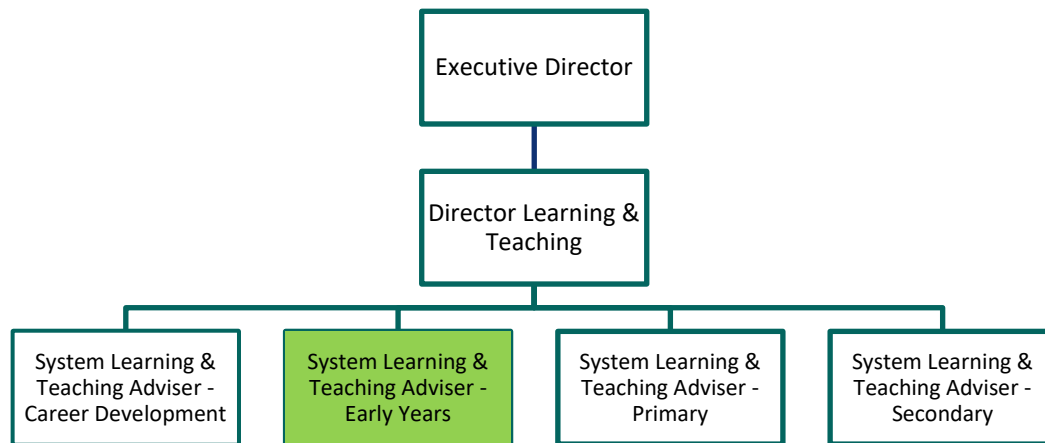 Executive Director
Director Learning &
Teaching
System Learning &
Teaching Adviser -
Career Development
System Learning &
Teaching Adviser -
Early Years
System Learning &
Teaching Adviser -
Primary
System Learning &
Teaching Adviser -
Secondary